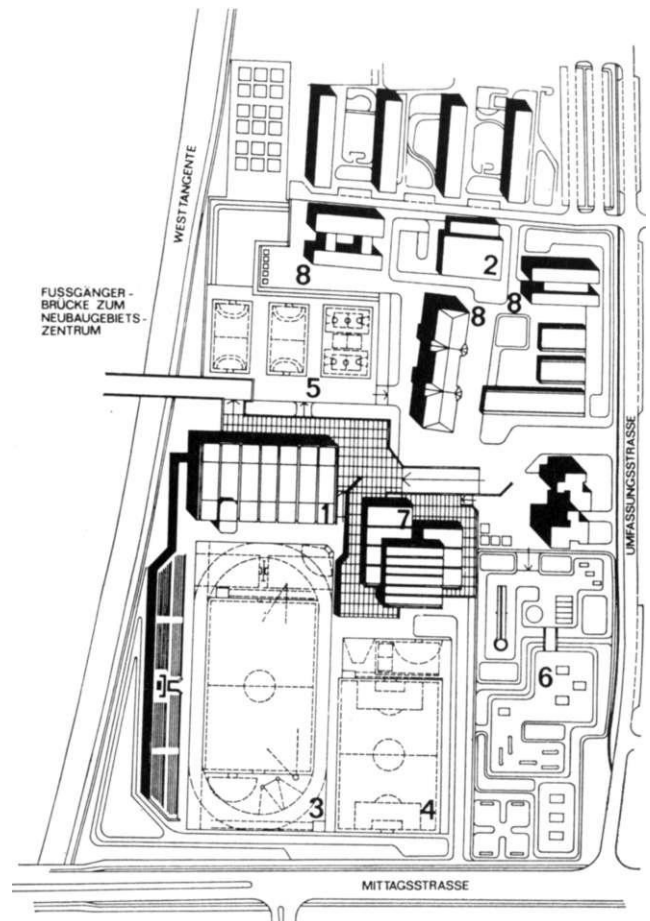 WESTTANGENTE
2
8
8
8
FUSSGÄNGER-
BRÜCKE ZUM
NEUBAUGEBIETS-
ZENTRUM
5
UMFASSUNGSSTRASSE
1
7
6
3
4
MITTAGSSTRASSE